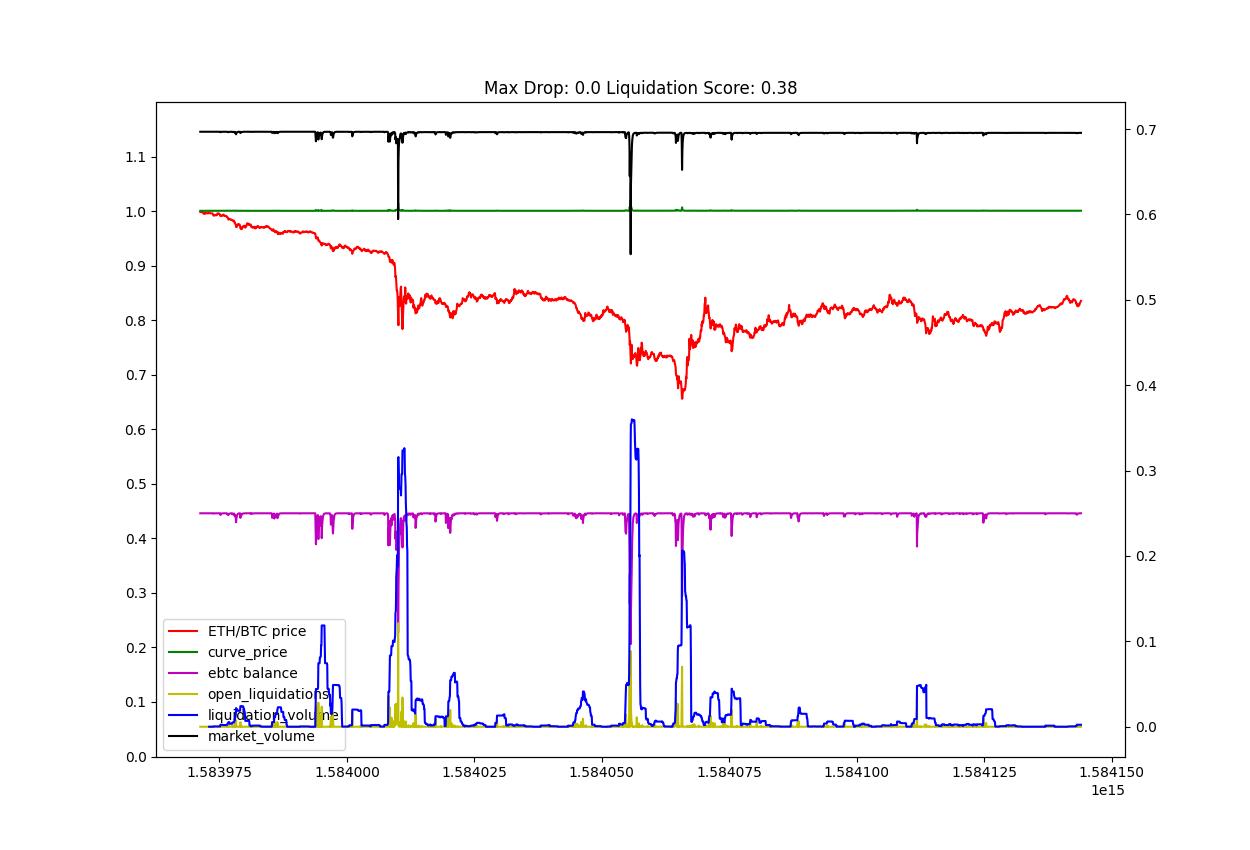 Max Drop: 0.0 Liquidation Score: 0.38
1.1
1.0
0.9
0.8
0.7
0.6
0.5
0.4
0.3
0.2
0.1
0.0
0.7
0.6
0.5
0.4
0.3
0.2
0.1
0.0
ETH/BTC price
curve_price
ebtc balance
open_liquidations
liquidation_volume
market_volume
1.583975 1.584000 1.584025 1.584050 1.584075 1.584100 1.584125 1.584150
1e15